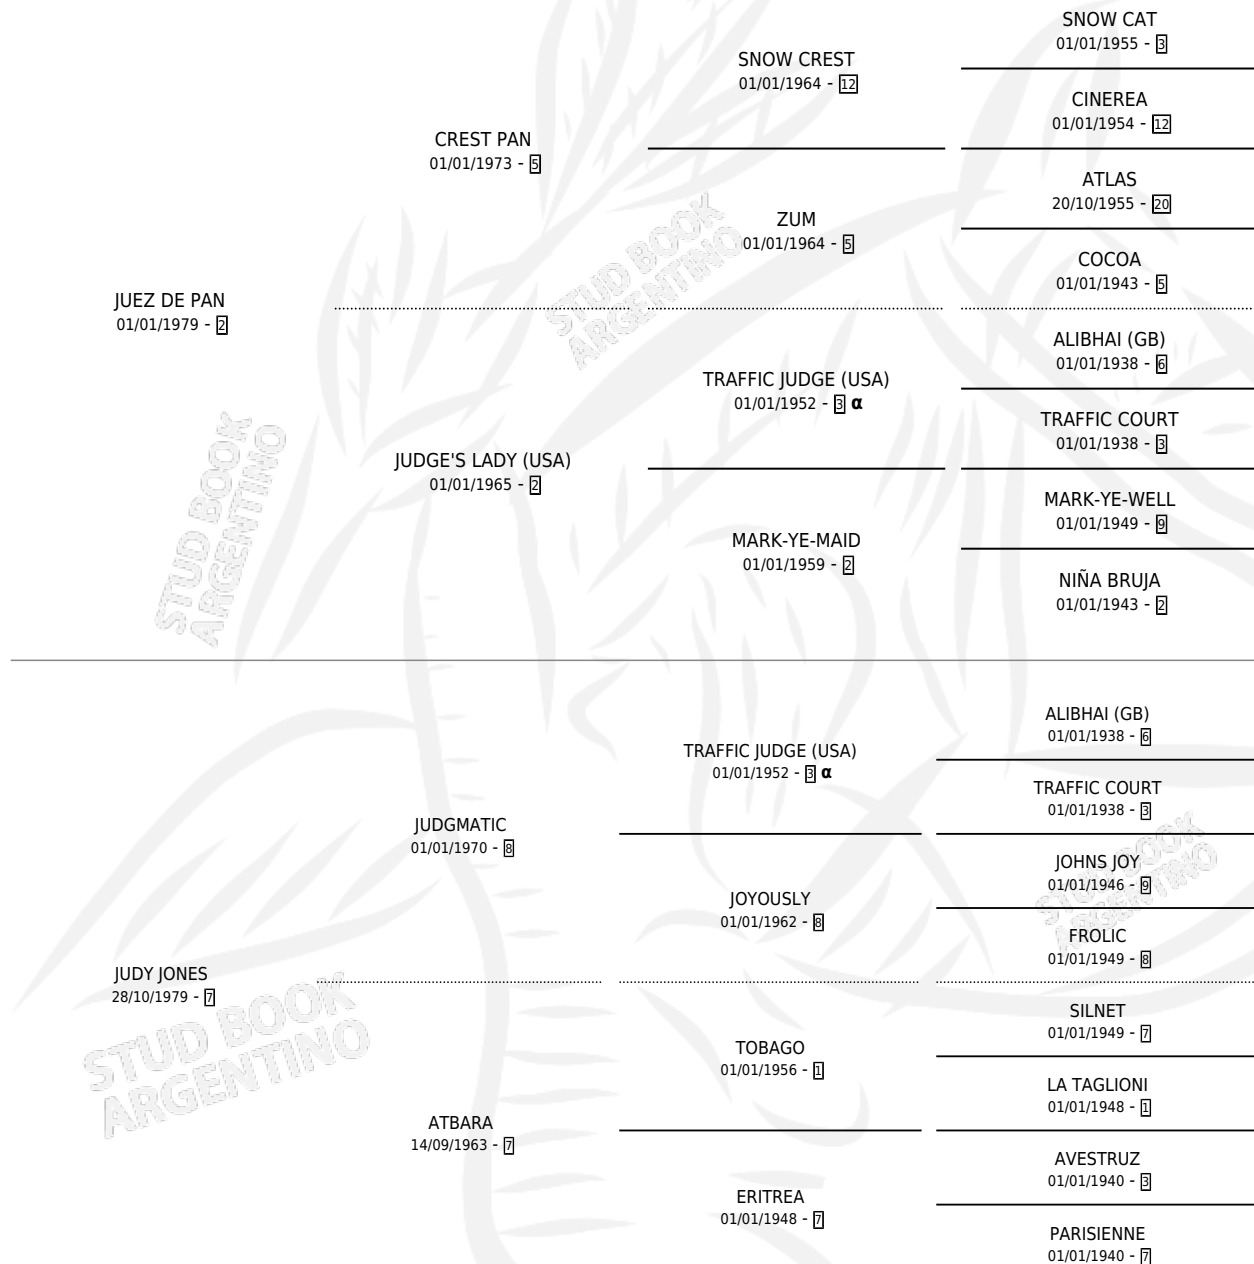 SNOW CAT
01/01/1955 - 3
SNOW CREST
01/01/1964 - 12
CINEREA
01/01/1954 - 12
CREST PAN
01/01/1973 - 5
ATLAS
20/10/1955 - 20
ZUM
01/01/1964 - 5
COCOA
01/01/1943 - 5
JUEZ DE PAN
01/01/1979 - 2
ALIBHAI (GB)
01/01/1938 - 6
TRAFFIC JUDGE (USA)
01/01/1952 - 3 α
TRAFFIC COURT
01/01/1938 - 3
JUDGE'S LADY (USA)
01/01/1965 - 2
MARK-YE-WELL
01/01/1949 - 9
MARK-YE-MAID
01/01/1959 - 2
NIÑA BRUJA
01/01/1943 - 2
STUD BOOK
ARGENTINO
STUD BOOK
ARGENTINO
ALIBHAI (GB)
01/01/1938 - 6
TRAFFIC JUDGE (USA)
01/01/1952 - 3 α
TRAFFIC COURT
01/01/1938 - 3
JUDGMATIC
01/01/1970 - 8
JOHNS JOY
01/01/1946 - 9
JOYOUSLY
01/01/1962 - 8
FROLIC
01/01/1949 - 8
JUDY JONES
28/10/1979 - 7
SILNET
01/01/1949 - 7
TOBAGO
01/01/1956 - 1
LA TAGLIONI
01/01/1948 - 1
ATBARA
14/09/1963 - 7
AVESTRUZ
01/01/1940 - 3
ERITREA
01/01/1948 - 7
PARISIENNE
01/01/1940 - 7
STUD BOOK
ARGENTINO
STUD BOOK
ARGENTINO